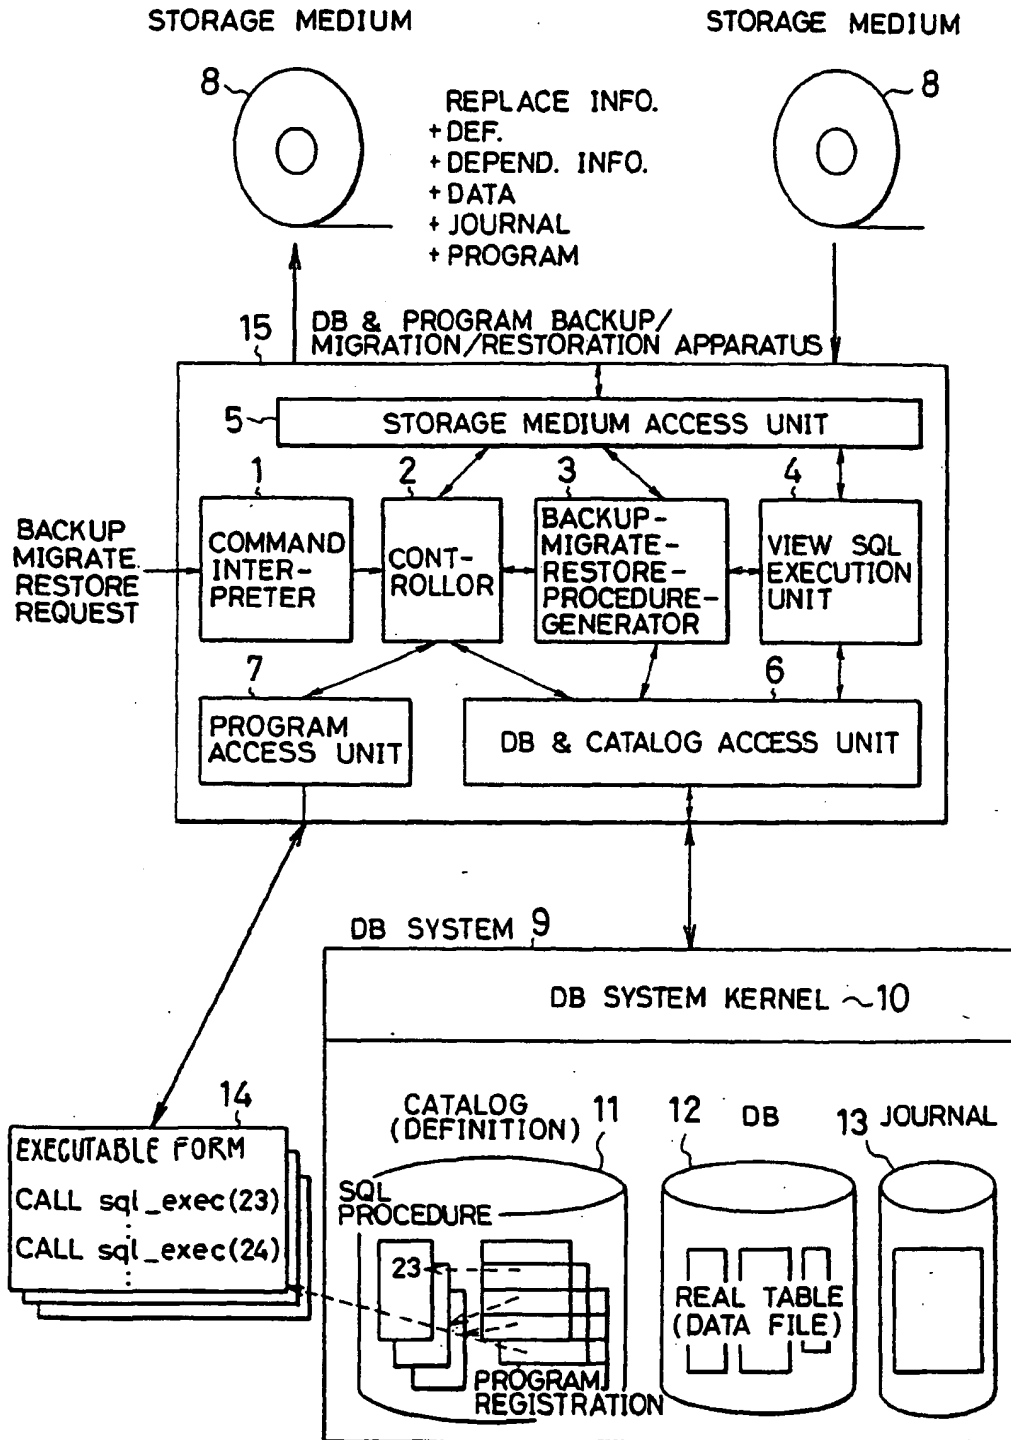 STORAGE MEDIUM
STORAGE MEDIUM
8
8
REPLACE INFO.
+ DEF.
+ DEPEND. INFO.
+ DATA
+ JOURNAL
+ PROGRAM
15
DB & PROGRAM BACKUP/
MIGRATION/RESTORATION APPARATUS
5
STORAGE MEDIUM ACCESS UNIT
1
2
3
4
BACKUP
MIGRATE.
RESTORE
REQUEST
COMMAND
INTER-
PRETER
CONT-
ROLLOR
BACKUP-
MIGRATE-
RESTORE-
PROCEDURE-
GENERATOR
VIEW SQL
EXECUTION
UNIT
7
6
PROGRAM
ACCESS UNIT
DB & CATALOG ACCESS UNIT
DB SYSTEM 9
DB SYSTEM KERNEL ~10
14
EXECUTABLE FORM
CALL sql_exec(23)
⋮
CALL sql_exec(24)
⋮
CATALOG
(DEFINITION)
11
12
DB
13
JOURNAL
SQL
PROCEDURE
23
REAL TABLE
(DATA FILE)
PROGRAM
REGISTRATION